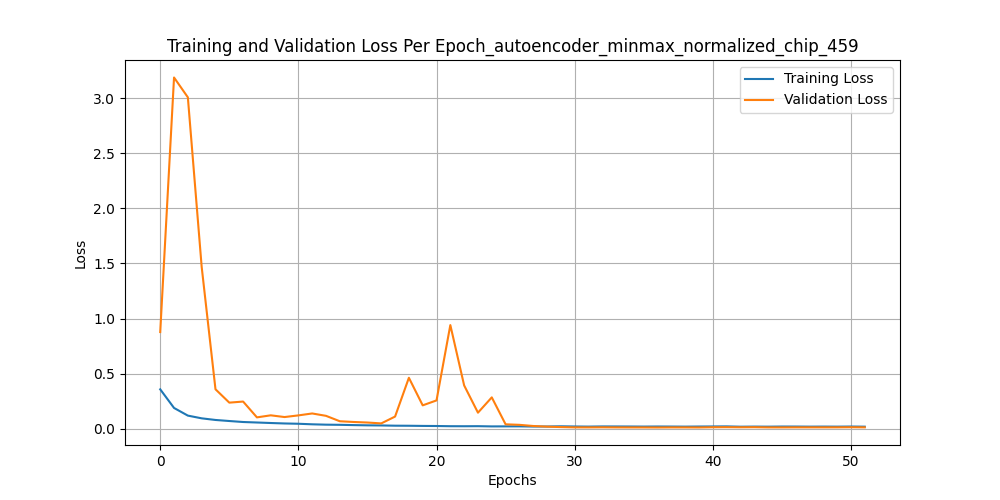 Training and Validation Loss Per Epoch_autoencoder_minmax_normalized_chip_459
Training Loss
Validation Loss
3.0
2.5
2.0
1.5
1.0
0.5
0.0
Loss
0 10 20 30 40 50
Epochs